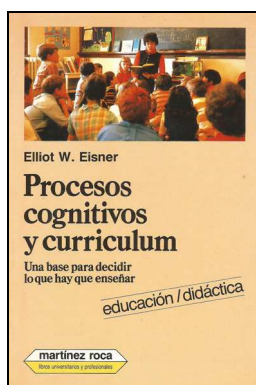 Elliot W. Eisner
Procesos
cognitivos
y curriculum
Una base para decidir
lo que hay que enseñar
educación / didáctica
martínez roca
libros universitarios y profesionales